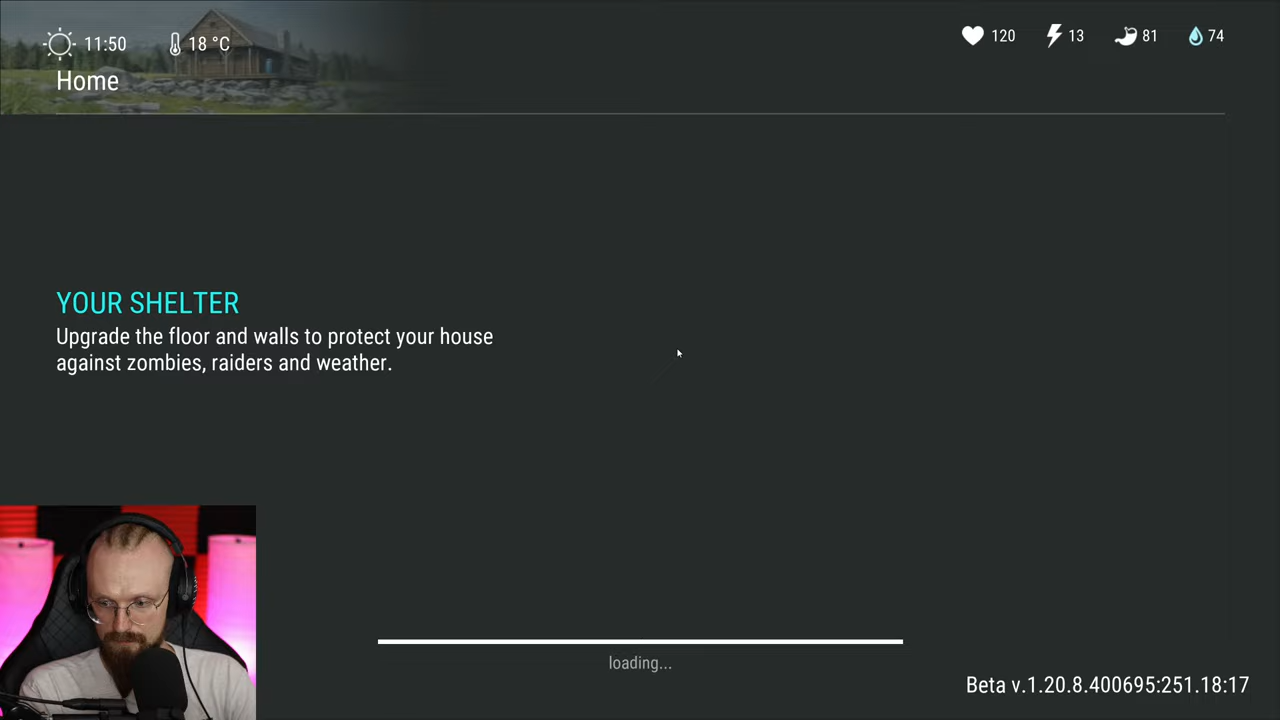 11:50 18 °C 120 13 81 74
Home
YOUR SHELTER
Upgrade the floor and walls to protect your house
against zombies, raiders and weather.
loading...
Beta v.1.20.8.400695:251.18:17